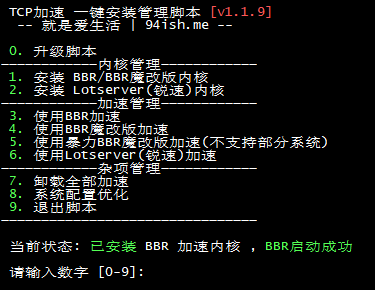 TCP加速 一键安装管理脚本 [v1.1.9]
-- 就是爱生活 | 94ish.me --
0. 升级脚本
————————————内核管理————————————
1. 安装 BBR/BBR魔改版内核
2. 安装 Lotserver(锐速)内核
————————————加速管理————————————
3. 使用BBR加速
4. 使用BBR魔改版加速
5. 使用暴力BBR魔改版加速(不支持部分系统)
6. 使用Lotserver(锐速)加速
————————————杂项管理————————————
7. 卸载全部加速
8. 系统配置优化
9. 退出脚本
————————————————————————————————
当前状态: 已安装 BBR 加速内核 , BBR启动成功
请输入数字 [0-9]: